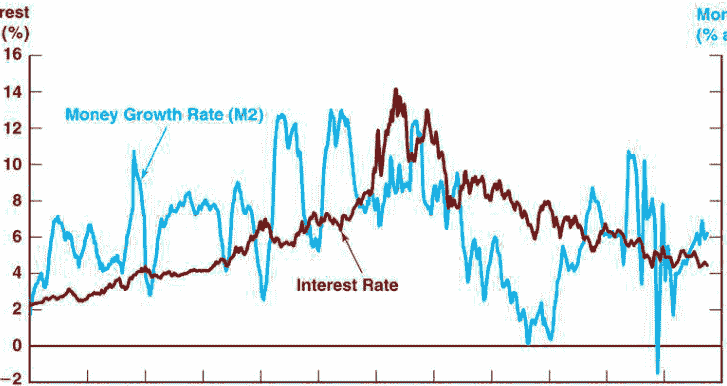 rest
(%)
Mon
(% a
16
14
12
10
8
6
4
2
0
−2
Money Growth Rate (M2)
Interest Rate